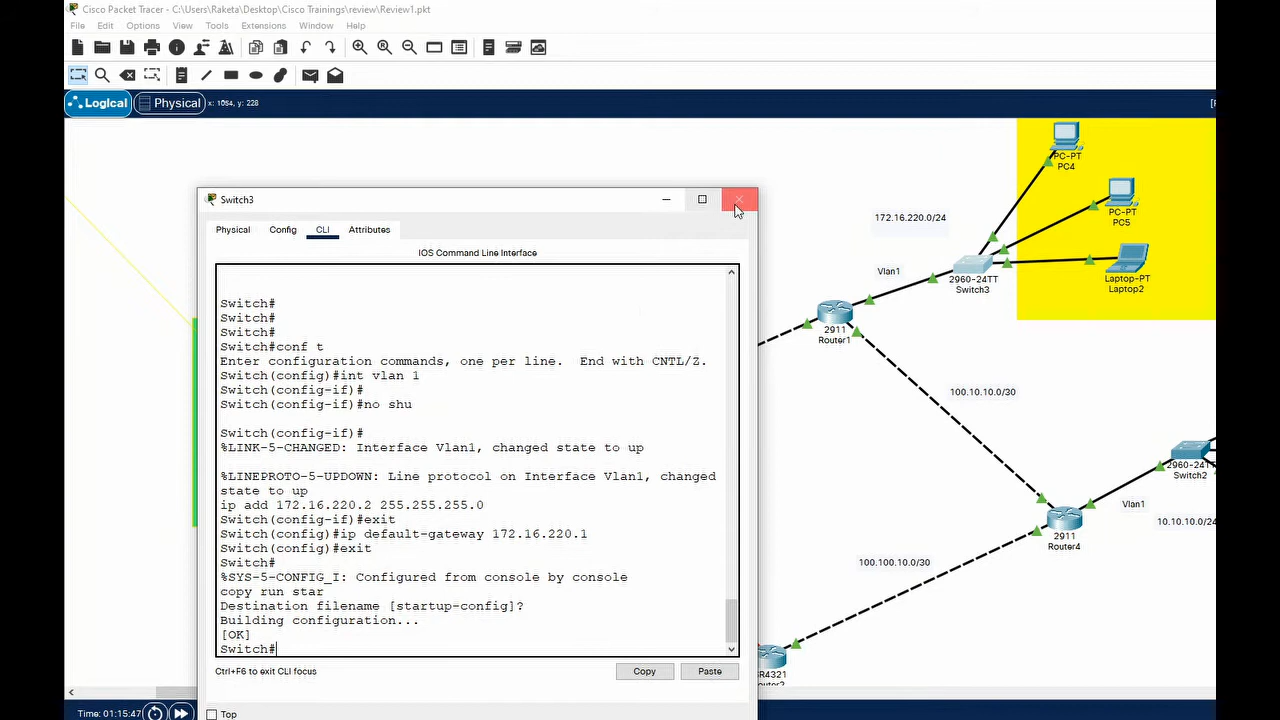 Cisco Packet Tracer - C:\Users\Raketa\Desktop\Cisco Trainings\review\Review1.pkt
File Edit Options View Tools Extensions Window Help
Logical Physical x: 1054, y: 228
Switch3
Physical Config CLI Attributes
IOS Command Line Interface
Switch#
Switch#
Switch#
Switch#conf t
Enter configuration commands, one per line. End with CNTL/Z.
Switch(config)#int vlan 1
Switch(config-if)#
Switch(config-if)#no shu
Switch(config-if)#
%LINK-5-CHANGED: Interface Vlan1, changed state to up
%LINEPROTO-5-UPDOWN: Line protocol on Interface Vlan1, changed
state to up
ip add 172.16.220.2 255.255.255.0
Switch(config-if)#exit
Switch(config)#ip default-gateway 172.16.220.1
Switch(config)#exit
Switch#
%SYS-5-CONFIG_I: Configured from console by console
copy run star
Destination filename [startup-config]?
Building configuration...
[OK]
Switch#
Ctrl+F6 to exit CLI focus
Copy Paste
Top
Time: 01:15:47
PC-PT
PC4
172.16.220.0/24
PC-PT
PC5
Vlan1
2960-24TT
Switch3
Laptop-PT
Laptop2
2911
Router1
100.10.10.0/30
2960-24TT
Switch2
Vlan1
10.10.10.0/24
2911
Router4
100.100.10.0/30